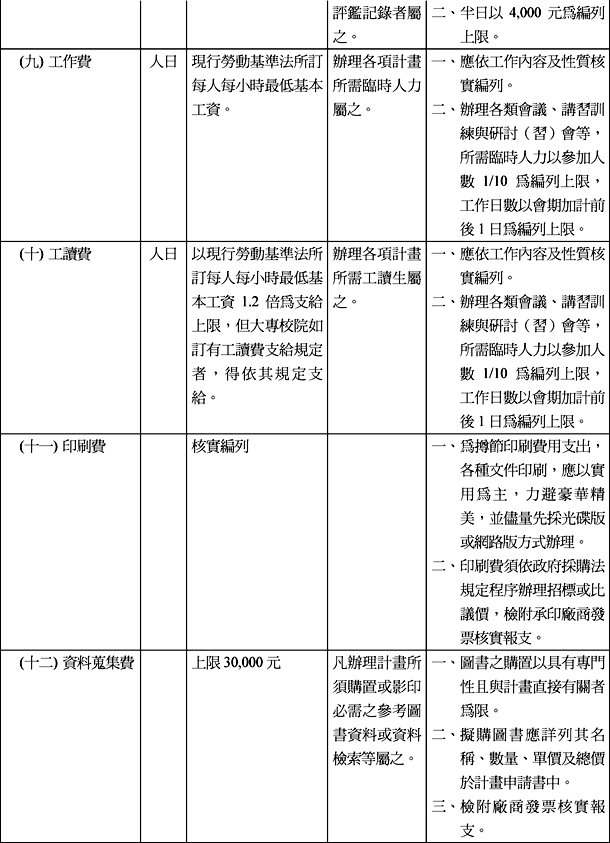 評鑑記錄者屬
之。
二、半日以 4,000 元為編列
上限。
(九) 工作費
人日
現行勞動基準法所訂
每人每小時最低基本
工資。
辦理各項計畫
所需臨時人力
屬之。
一、應依工作內容及性質核
實編列。
二、辦理各類會議、講習訓
練與研討（習）會等，
所需臨時人力以參加人
數 1/10 為編列上限，
工作日數以會期加計前
後 1 日為編列上限。
(十) 工讀費
人日
以現行勞動基準法所
訂每人每小時最低基
本工資 1.2 倍為支給
上限，但大專校院如
訂有工讀費支給規定
者，得依其規定支
給。
辦理各項計畫
所需工讀生屬
之。
一、應依工作內容及性質核
實編列。
二、辦理各類會議、講習訓
練與研討（習）會等，
所需臨時人力以參加人
數 1/10 為編列上限，
工作日數以會期加計前
後 1 日為編列上限。
(十一) 印刷費
核實編列
一、為撙節印刷費用支出，
各種文件印刷，應以實
用為主，力避豪華精
美，並儘量先採光碟版
或網路版方式辦理。
二、印刷費須依政府採購法
規定程序辦理招標或比
議價，檢附承印廠商發
票核實報支。
(十二) 資料蒐集費
上限 30,000 元
凡辦理計畫所
須購置或影印
必需之參考圖
書資料或資料
檢索等屬之。
一、圖書之購置以具有專門
性且與計畫直接有關者
為限。
二、擬購圖書應詳列其名
稱、數量、單價及總價
於計畫申請書中。
三、檢附廠商發票核實報
支。